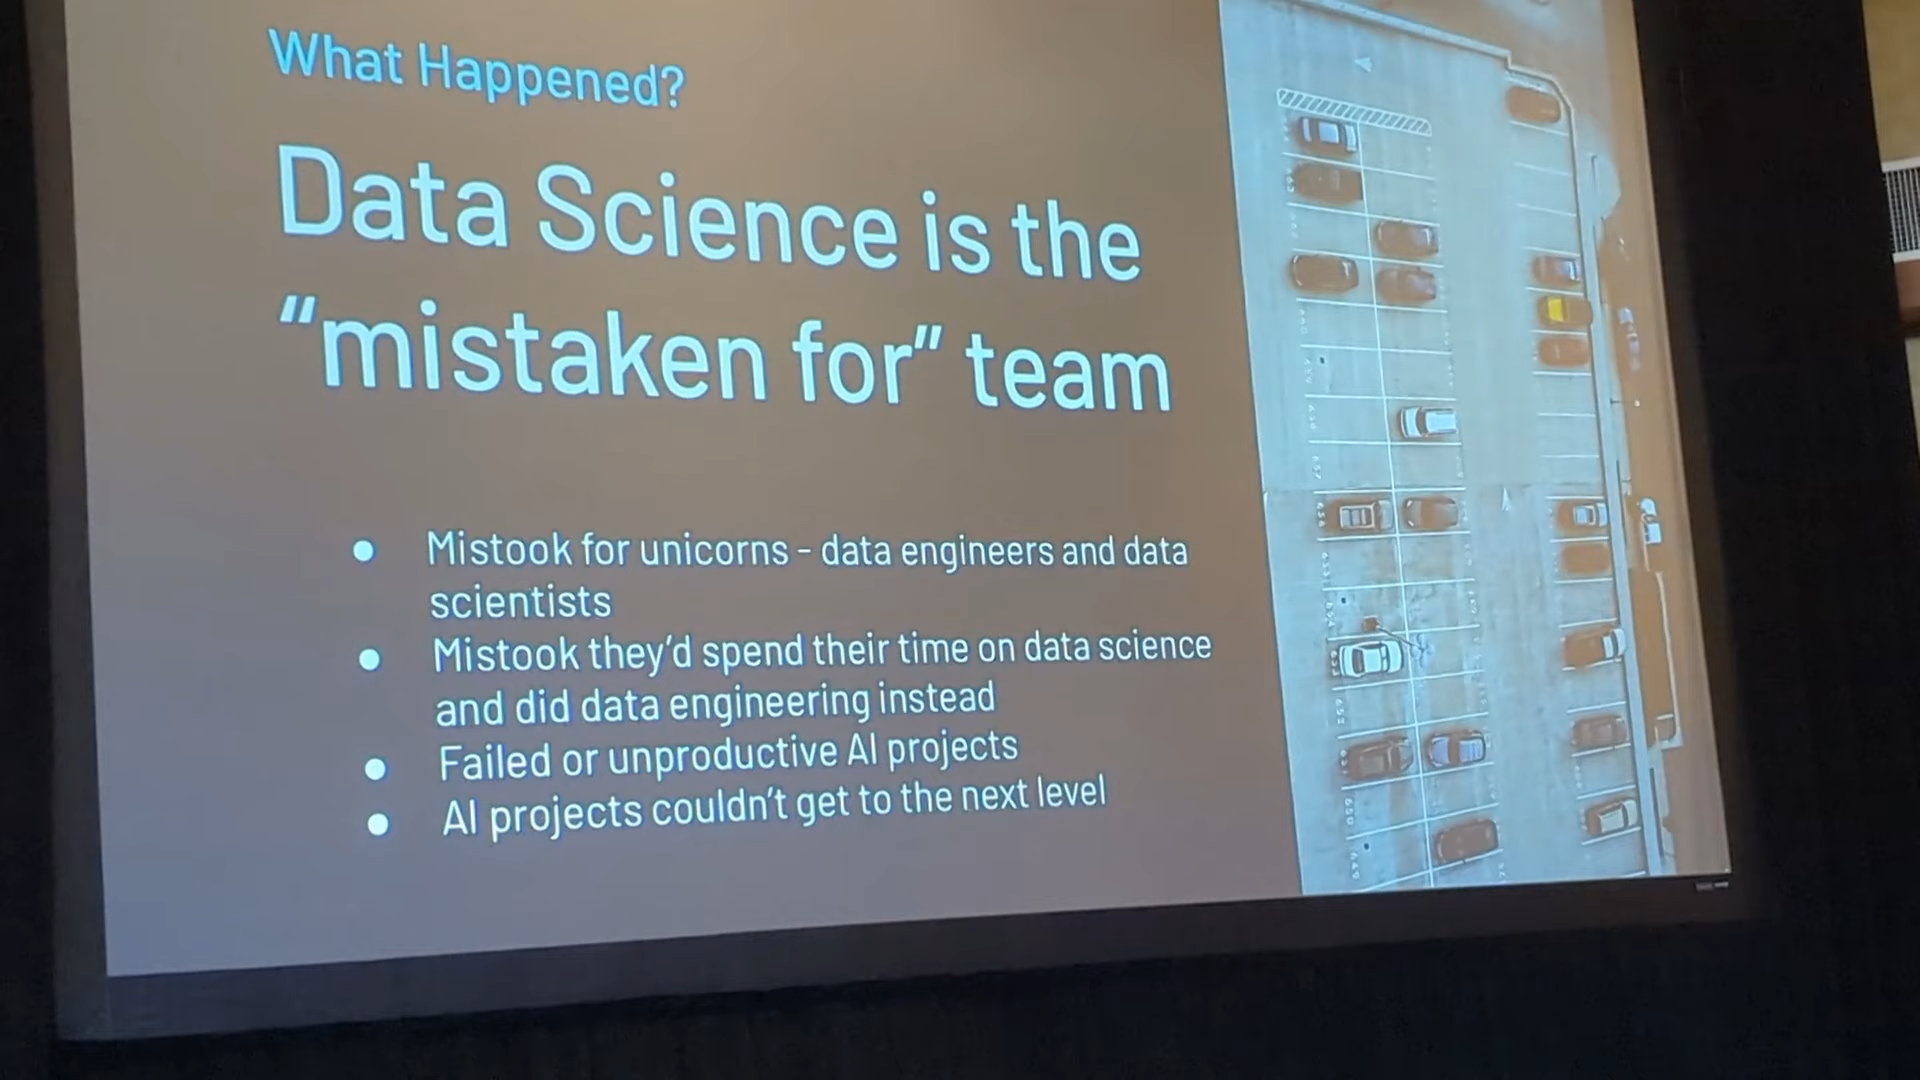 What Happened?
Data Science is the
“mistaken for” team
● Mistook for unicorns - data engineers and data
scientists
● Mistook they’d spend their time on data science
and did data engineering instead
● Failed or unproductive AI projects
● AI projects couldn’t get to the next level